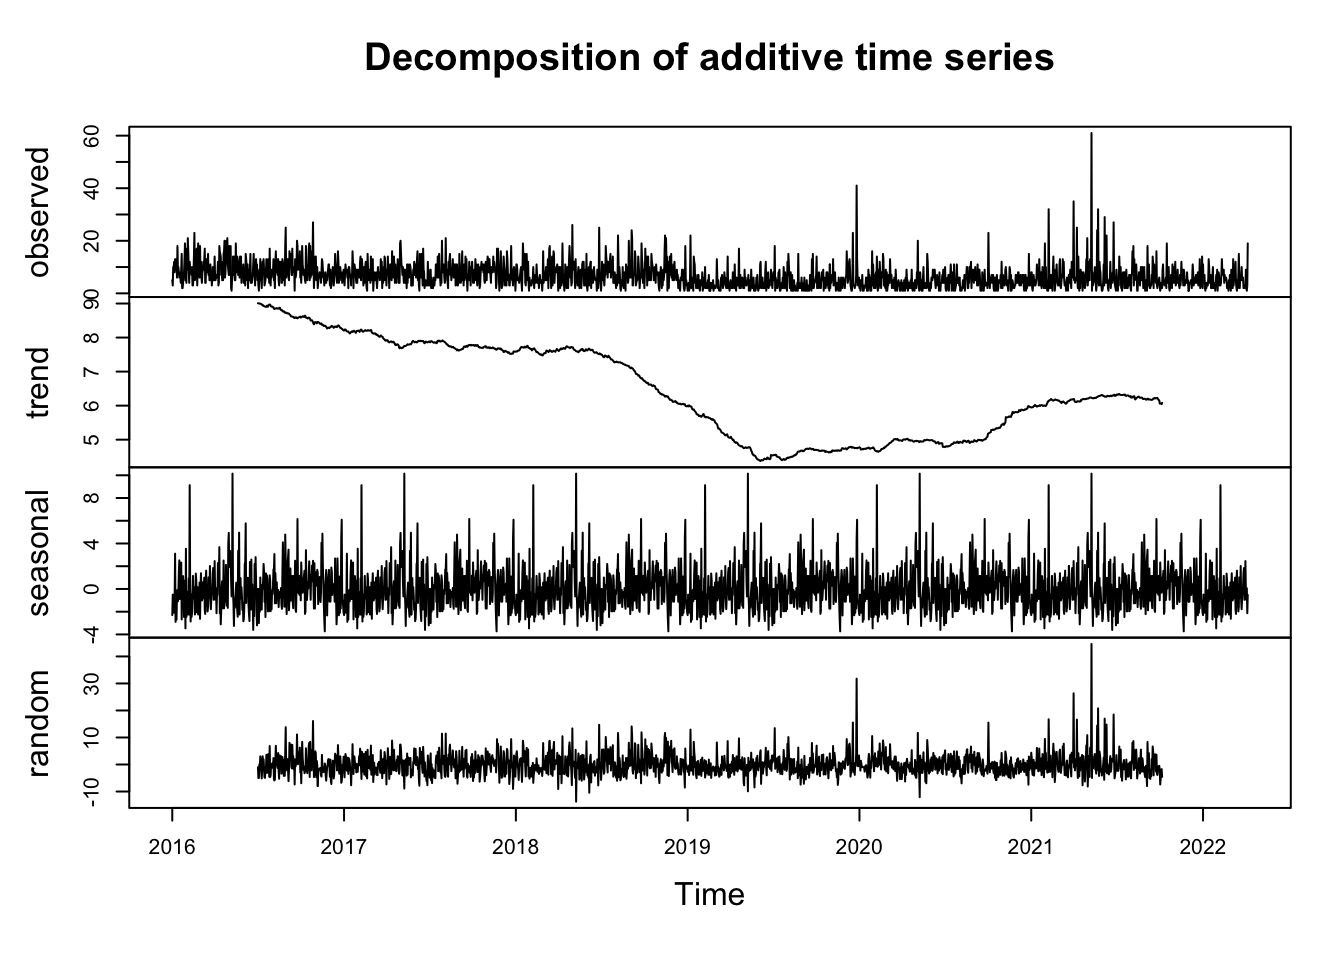 Decomposition of additive time series
observed
0 20 40 60
trend
5 6 7 8 9
seasonal
-4 0 4 8
random
-10 10 30
2016 2017 2018 2019 2020 2021 2022
Time